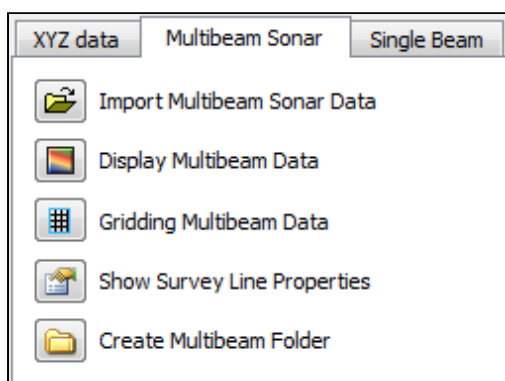 XYZ data Multibeam Sonar Single Beam
Import Multibeam Sonar Data
Display Multibeam Data
Gridding Multibeam Data
Show Survey Line Properties
Create Multibeam Folder